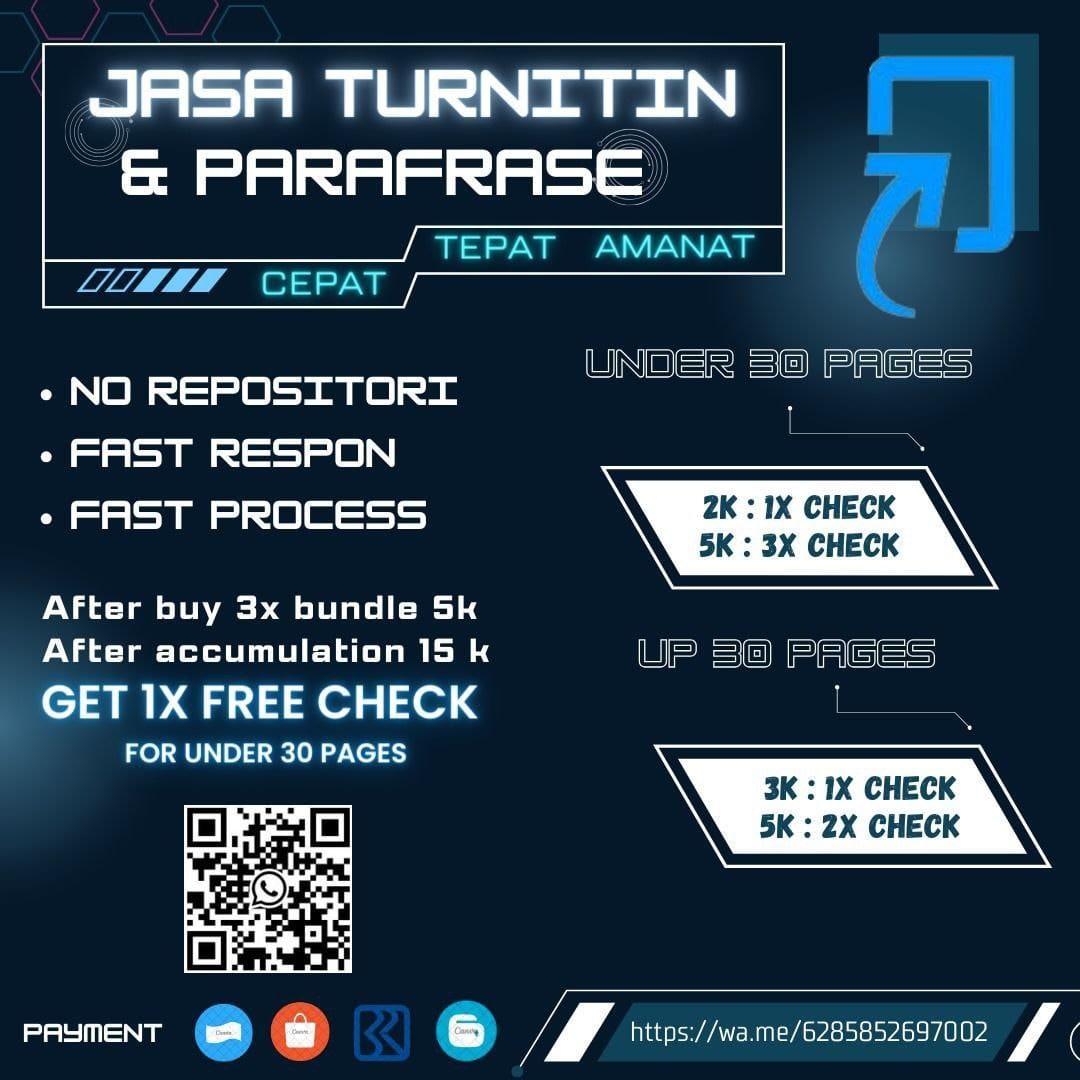 JASA TURNITIN
& PARAFRASE
TEPAT AMANAT
CEPAT
• NO REPOSITORI
• FAST RESPON
• FAST PROCESS
After buy 3x bundle 5k
After accumulation 15 k
GET 1X FREE CHECK
FOR UNDER 30 PAGES
UNDER 30 PAGES
2K : 1X CHECK
5K : 3X CHECK
UP 30 PAGES
3K : 1X CHECK
5K : 2X CHECK
PAYMENT
https://wa.me/6285852697002